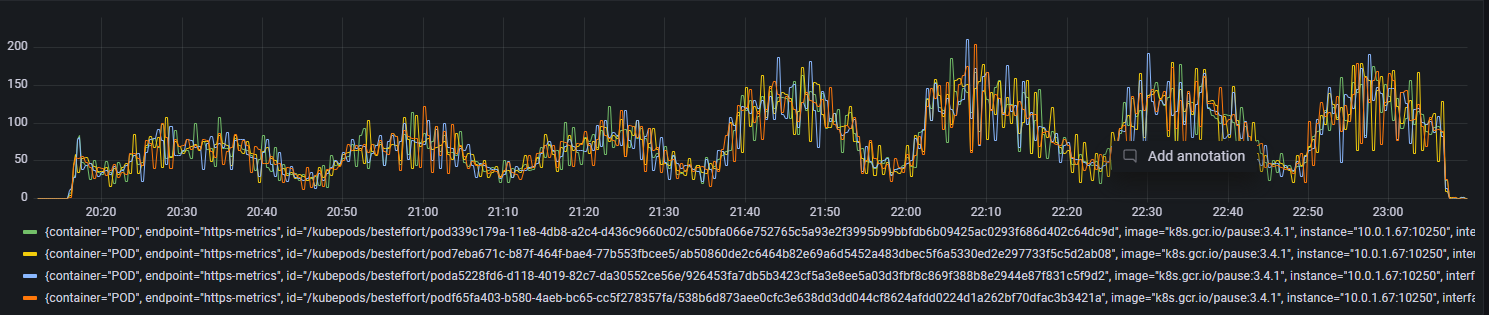 200
150
100
50
0
Add annotation
20:20 20:30 20:40 20:50 21:00 21:10 21:20 21:30 21:40 21:50 22:00 22:10 22:20 22:30 22:40 22:50 23:00
{container="POD", endpoint="https-metrics", id="/kubepods/besteffort/pod339c179a-11e8-4db8-a2c4-d436c9660c02/c50bfa066e752765c5a93e2f3995b99bbfdb6b09425ac0293f686d402c64dc9d", image="k8s.gcr.io/pause:3.4.1", instance="10.0.1.67:10250", inte
{container="POD", endpoint="https-metrics", id="/kubepods/besteffort/pod7eba671c-b87f-464f-bae4-77b553fbcee5/ab50860de2c6464b82e69a6d5452a483dbec5f6a5330ed2e297733f5c5d2ab08", image="k8s.gcr.io/pause:3.4.1", instance="10.0.1.67:10250", inte
{container="POD", endpoint="https-metrics", id="/kubepods/besteffort/poda5228fd6-d118-4019-82c7-da30552ce56e/926453fa7db5b3423cf5a3e8ee5a03d3fbf8c869f388b8e2944e87f831c5f9d2", image="k8s.gcr.io/pause:3.4.1", instance="10.0.1.67:10250", interf
{container="POD", endpoint="https-metrics", id="/kubepods/besteffort/podf65fa403-b580-4aeb-bc65-cc5f278357fa/538b6d873aee0cfc3e638dd3dd044cf8624afdd0224d1a262bf70dfac3b3421a", image="k8s.gcr.io/pause:3.4.1", instance="10.0.1.67:10250", interfa